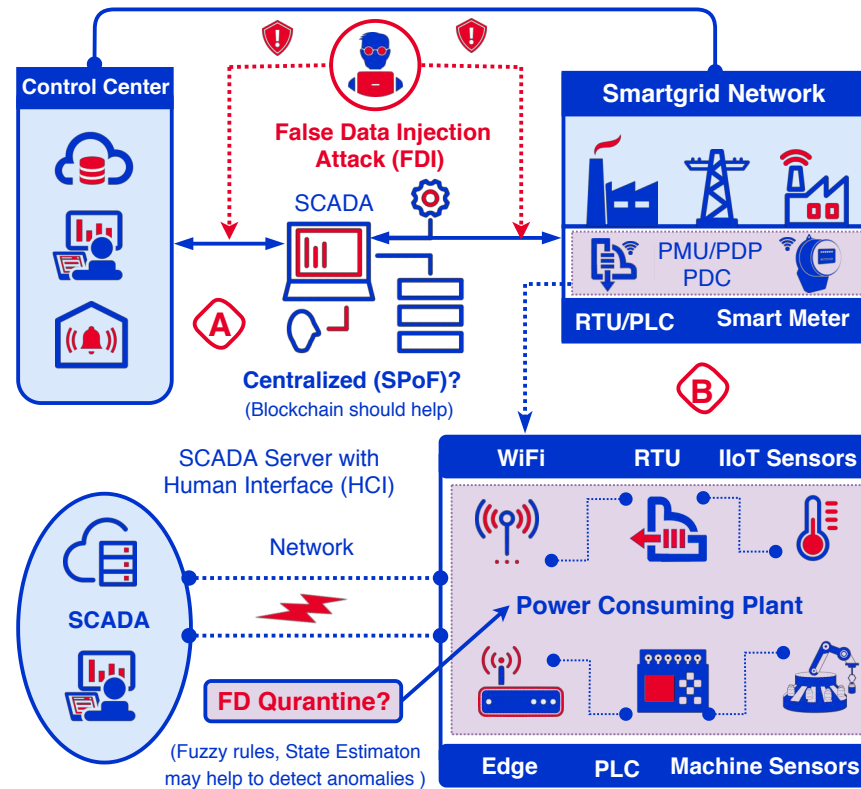 Control Center
False Data Injection
Attack (FDI)
Smartgrid Network
SCADA
PMU/PDP
PDC
RTU/PLC
Smart Meter
A
Centralized (SPoF)?
(Blockchain should help)
B
SCADA Server with
Human Interface (HCI)
Network
SCADA
WiFi
RTU
IIoT Sensors
Power Consuming Plant
FD Qurantine?
(Fuzzy rules, State Estimaton
may help to detect anomalies )
Edge
PLC
Machine Sensors